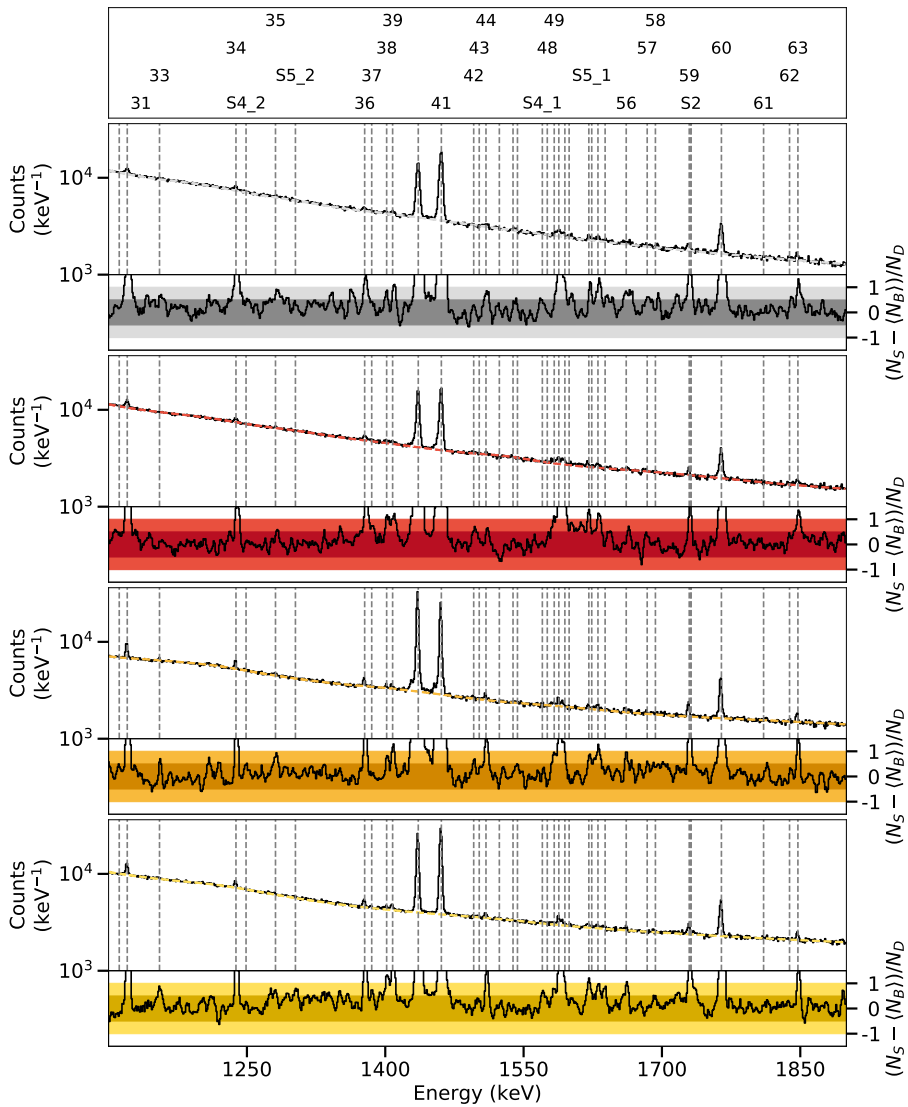 35 39 44 49 58
34 38 43 48 57 60 63
33 S5_2 37 42 S5_1 59 62
31 S4_2 36 41 S4_1 56 S2 61
Counts
(keV⁻¹)
10⁴
10³
1
0
-1
(N_S − ⟨N_B⟩)/N_D
Counts
(keV⁻¹)
10⁴
10³
1
0
-1
(N_S − ⟨N_B⟩)/N_D
Counts
(keV⁻¹)
10⁴
10³
1
0
-1
(N_S − ⟨N_B⟩)/N_D
Counts
(keV⁻¹)
10⁴
10³
1
0
-1
(N_S − ⟨N_B⟩)/N_D
1250 1400 1550 1700 1850
Energy (keV)